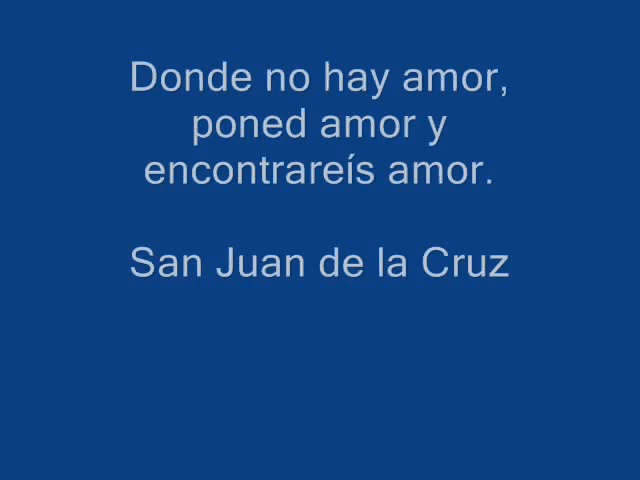 Donde no hay amor,
poned amor y
encontrareís amor.
San Juan de la Cruz